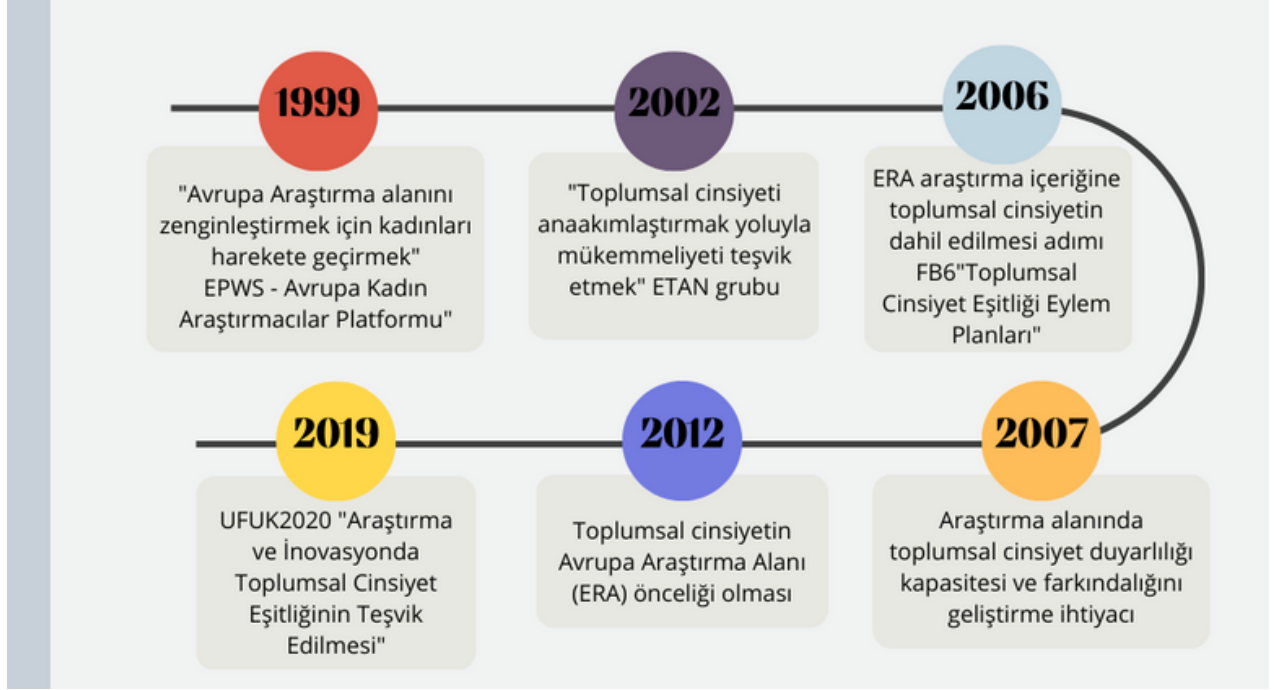 1999
"Avrupa Araştırma alanını
zenginleştirmek için kadınları
harekete geçirmek"
EPWS - Avrupa Kadın
Araştırmacılar Platformu"
2002
"Toplumsal cinsiyeti
anaakımlaştırmak yoluyla
mükemmeliyeti teşvik
etmek" ETAN grubu
2006
ERA araştırma içeriğine
toplumsal cinsiyetin
dahil edilmesi adımı
FB6"Toplumsal
Cinsiyet Eşitliği Eylem
Planları"
2007
Araştırma alanında
toplumsal cinsiyet duyarlılığı
kapasitesi ve farkındalığını
geliştirme ihtiyacı
2012
Toplumsal cinsiyetin
Avrupa Araştırma Alanı
(ERA) önceliği olması
2019
UFUK2020 "Araştırma
ve İnovasyonda
Toplumsal Cinsiyet
Eşitliğinin Teşvik
Edilmesi"